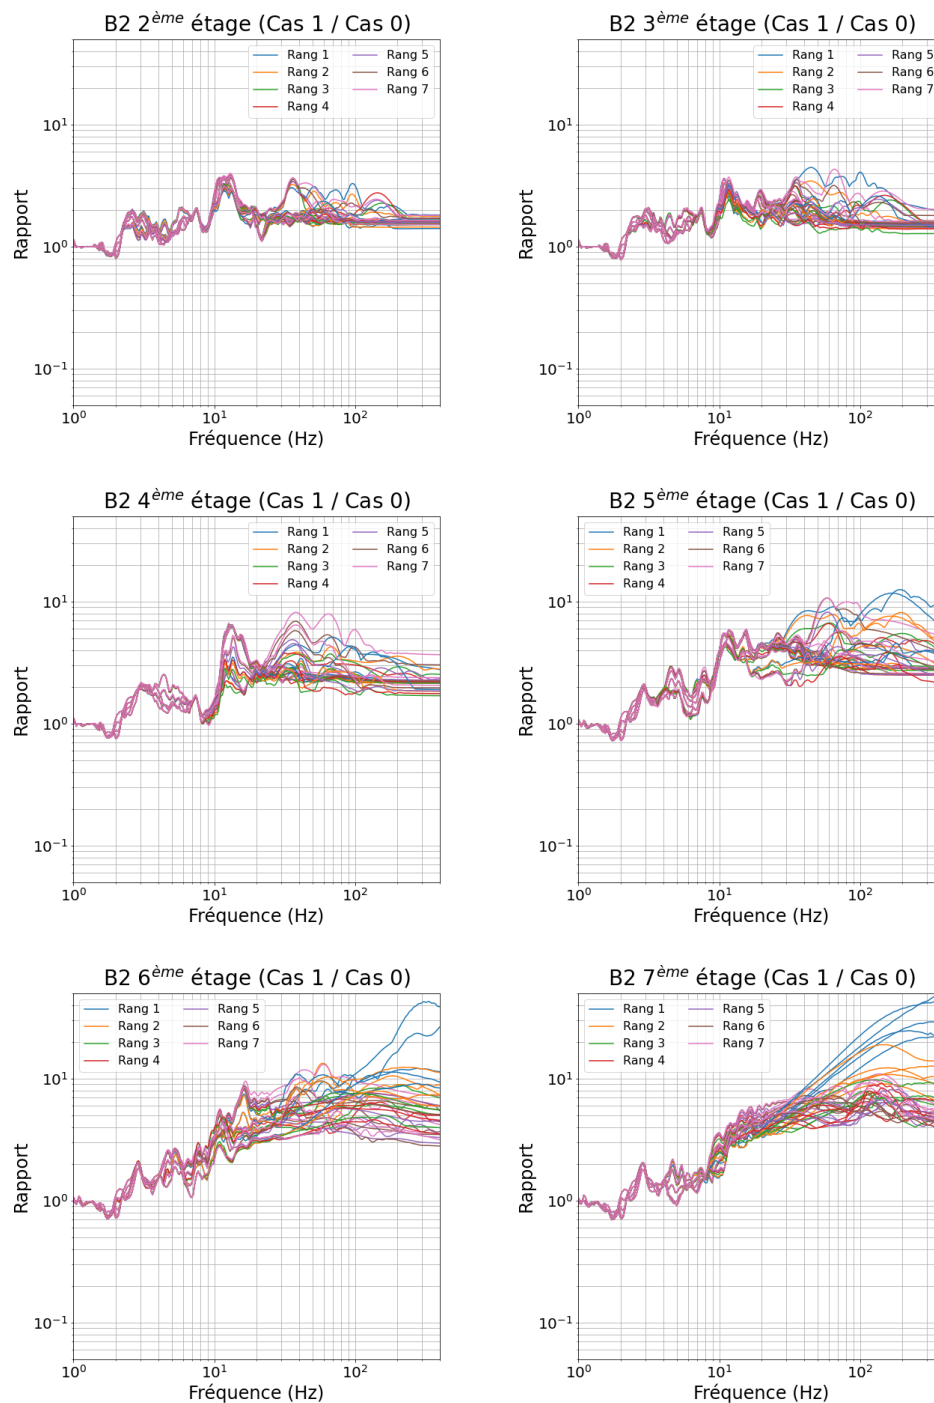 B2 2ème étage (Cas 1 / Cas 0)
Rang 1
Rang 2
Rang 3
Rang 4
Rang 5
Rang 6
Rang 7
10¹
10⁰
10⁻¹
Rapport
10⁰
10¹
10²
Fréquence (Hz)
B2 3ème étage (Cas 1 / Cas 0)
Rang 1
Rang 2
Rang 3
Rang 4
Rang 5
Rang 6
Rang 7
10¹
10⁰
10⁻¹
Rapport
10⁰
10¹
10²
Fréquence (Hz)
B2 4ème étage (Cas 1 / Cas 0)
Rang 1
Rang 2
Rang 3
Rang 4
Rang 5
Rang 6
Rang 7
10¹
10⁰
10⁻¹
Rapport
10⁰
10¹
10²
Fréquence (Hz)
B2 5ème étage (Cas 1 / Cas 0)
Rang 1
Rang 2
Rang 3
Rang 4
Rang 5
Rang 6
Rang 7
10¹
10⁰
10⁻¹
Rapport
10⁰
10¹
10²
Fréquence (Hz)
B2 6ème étage (Cas 1 / Cas 0)
Rang 1
Rang 2
Rang 3
Rang 4
Rang 5
Rang 6
Rang 7
10¹
10⁰
10⁻¹
Rapport
10⁰
10¹
10²
Fréquence (Hz)
B2 7ème étage (Cas 1 / Cas 0)
Rang 1
Rang 2
Rang 3
Rang 4
Rang 5
Rang 6
Rang 7
10¹
10⁰
10⁻¹
Rapport
10⁰
10¹
10²
Fréquence (Hz)